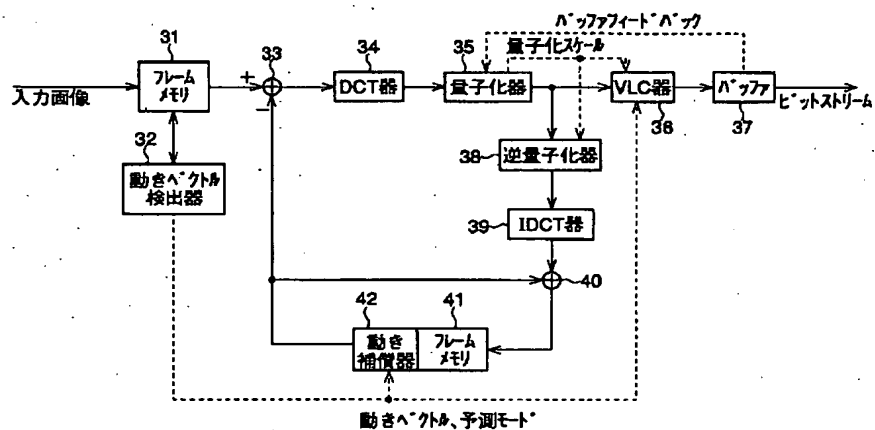 バッファフィードバック
量子化スケール
31
33
34
35
フレーム
メモリ
+
DCT器
量子化器
VLC器
バッファ
入力画像
ビットストリーム
36
37
−
32
動きベクトル
検出器
38
逆量子化器
39
IDCT器
40
42
41
動き
補償器
フレーム
メモリ
動きベクトル、予測モード